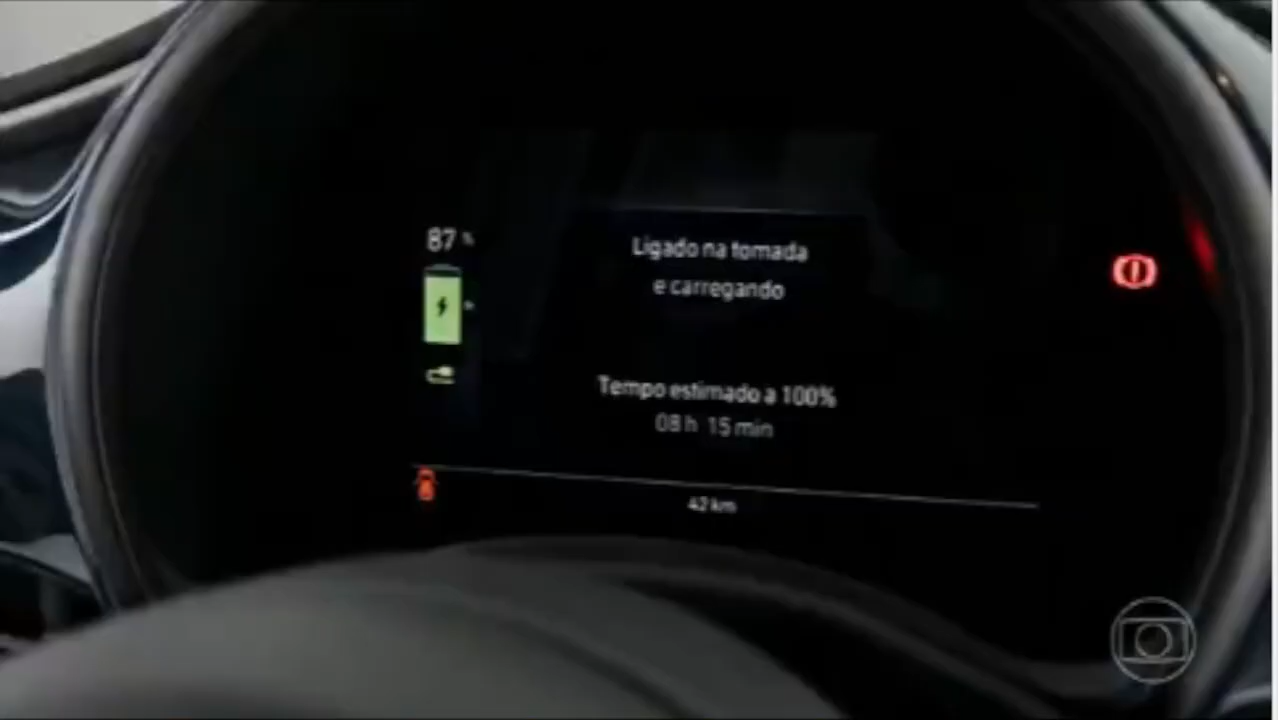 87 %
Ligado na tomada
e carregando
Tempo estimado a 100%
08 h 15 min
42 km